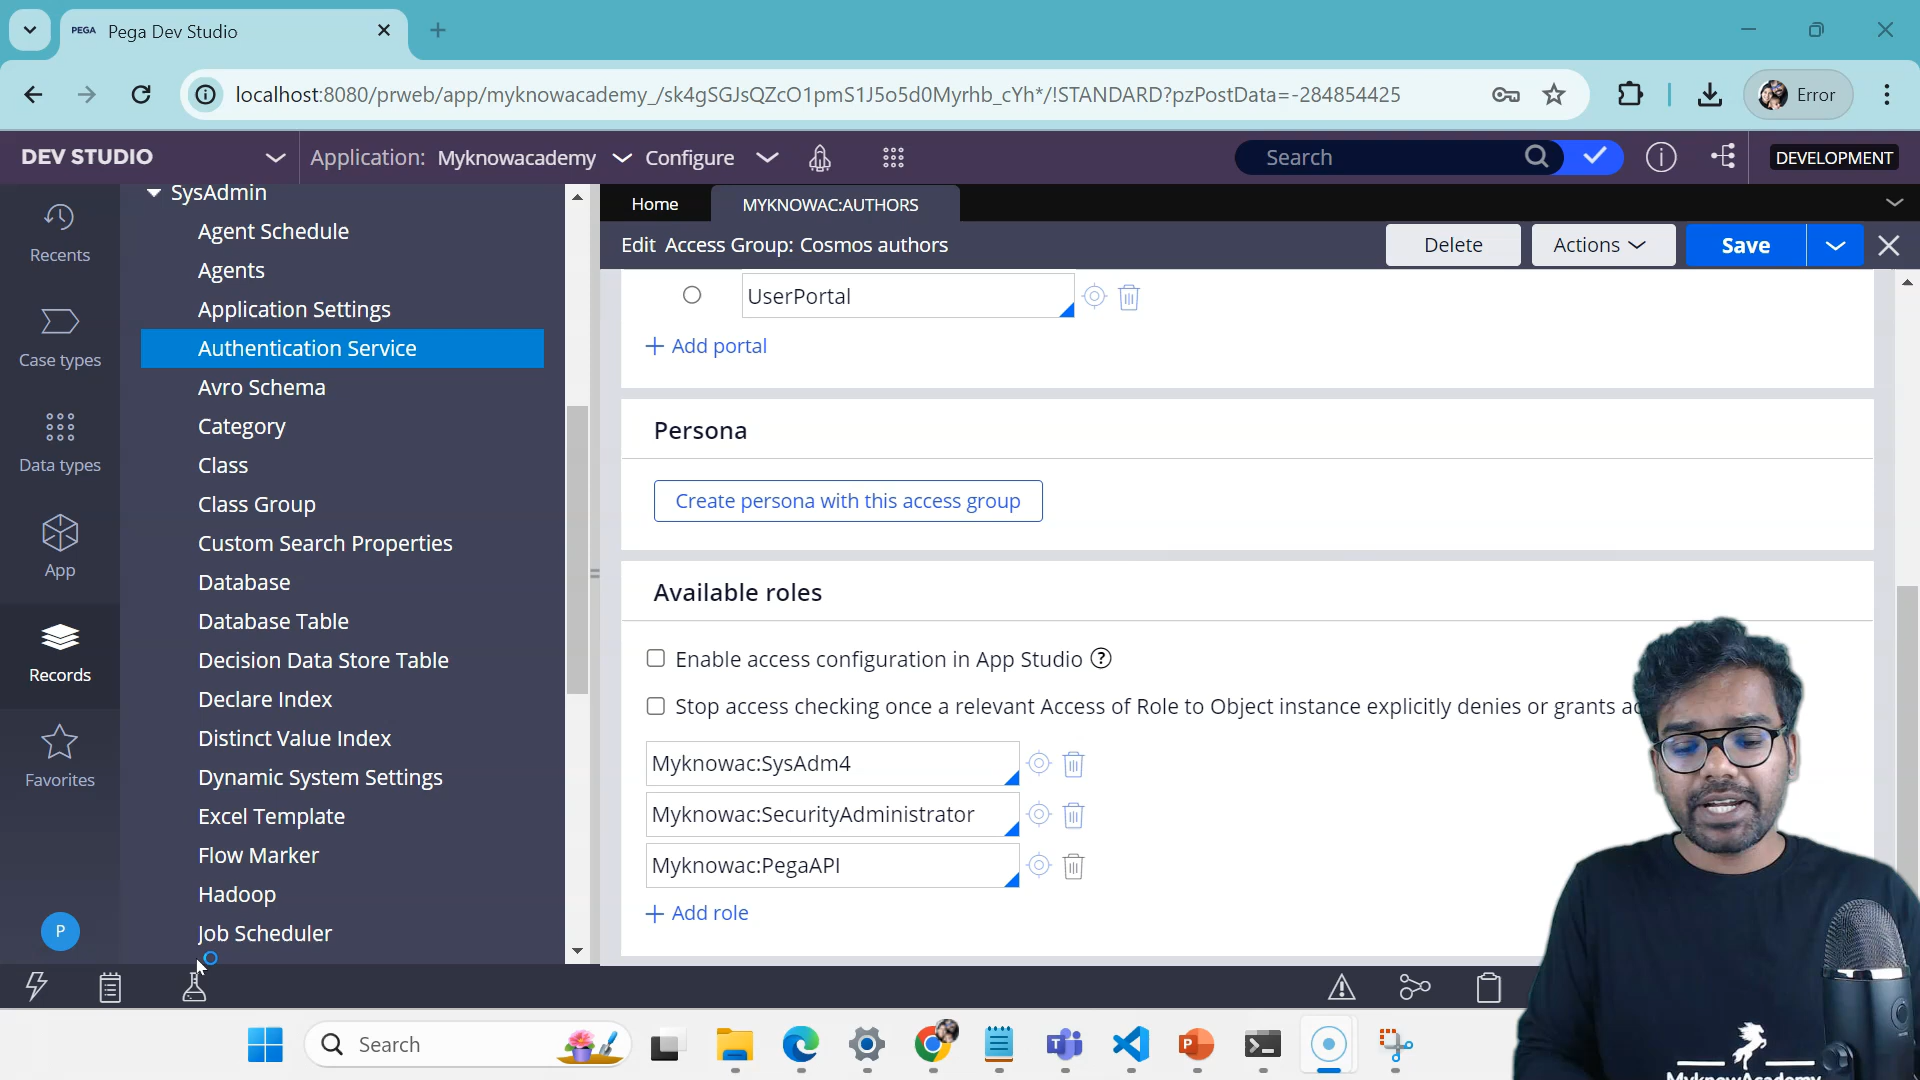 PEGA Pega Dev Studio
localhost:8080/prweb/app/myknowacademy_/sk4gSGJsQZcO1pmS1J5o5d0Myrhb_cYh*/!STANDARD?pzPostData=-284854425
Error
DEV STUDIO
Application: Myknowacademy
Configure
Search
DEVELOPMENT
Recents
Case types
Data types
App
Records
Favorites
P
SysAdmin
Agent Schedule
Agents
Application Settings
Authentication Service
Avro Schema
Category
Class
Class Group
Custom Search Properties
Database
Database Table
Decision Data Store Table
Declare Index
Distinct Value Index
Dynamic System Settings
Excel Template
Flow Marker
Hadoop
Job Scheduler
Home
MYKNOWAC:AUTHORS
Edit Access Group: Cosmos authors
Delete
Actions
Save
UserPortal
+ Add portal
Persona
Create persona with this access group
Available roles
Enable access configuration in App Studio ?
Stop access checking once a relevant Access of Role to Object instance explicitly denies or grants
Myknowac:SysAdm4
Myknowac:SecurityAdministrator
Myknowac:PegaAPI
+ Add role
MyknowAcademy
Search